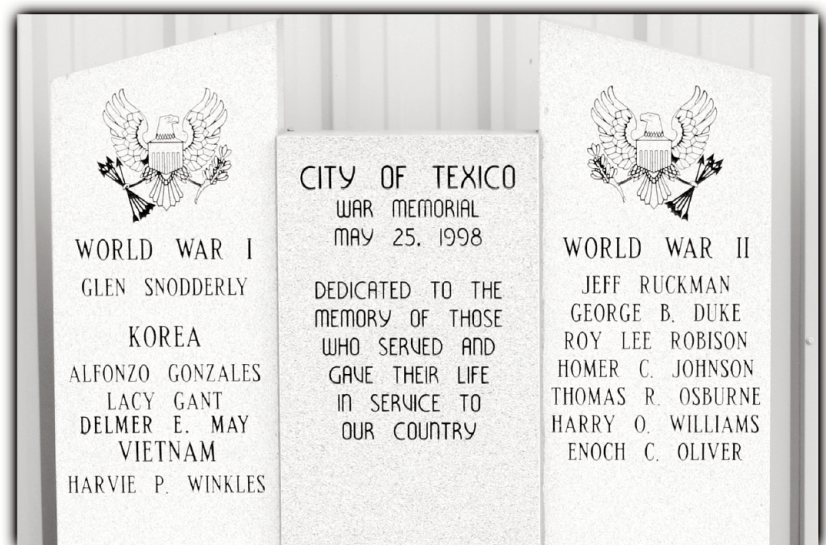 WORLD WAR I
GLEN SNODDERLY
KOREA
ALFONZO GONZALES
LACY GANT
DELMER E. MAY
VIETNAM
HARVIE P. WINKLES
CITY OF TEXICO
WAR MEMORIAL
MAY 25. 1998
DEDICATED TO THE
MEMORY OF THOSE
WHO SERVED AND
GAVE THEIR LIFE
IN SERVICE TO
OUR COUNTRY
WORLD WAR II
JEFF RUCKMAN
GEORGE B. DUKE
ROY LEE ROBISON
HOMER C. JOHNSON
THOMAS R. OSBURNE
HARRY O. WILLIAMS
ENOCH C. OLIVER